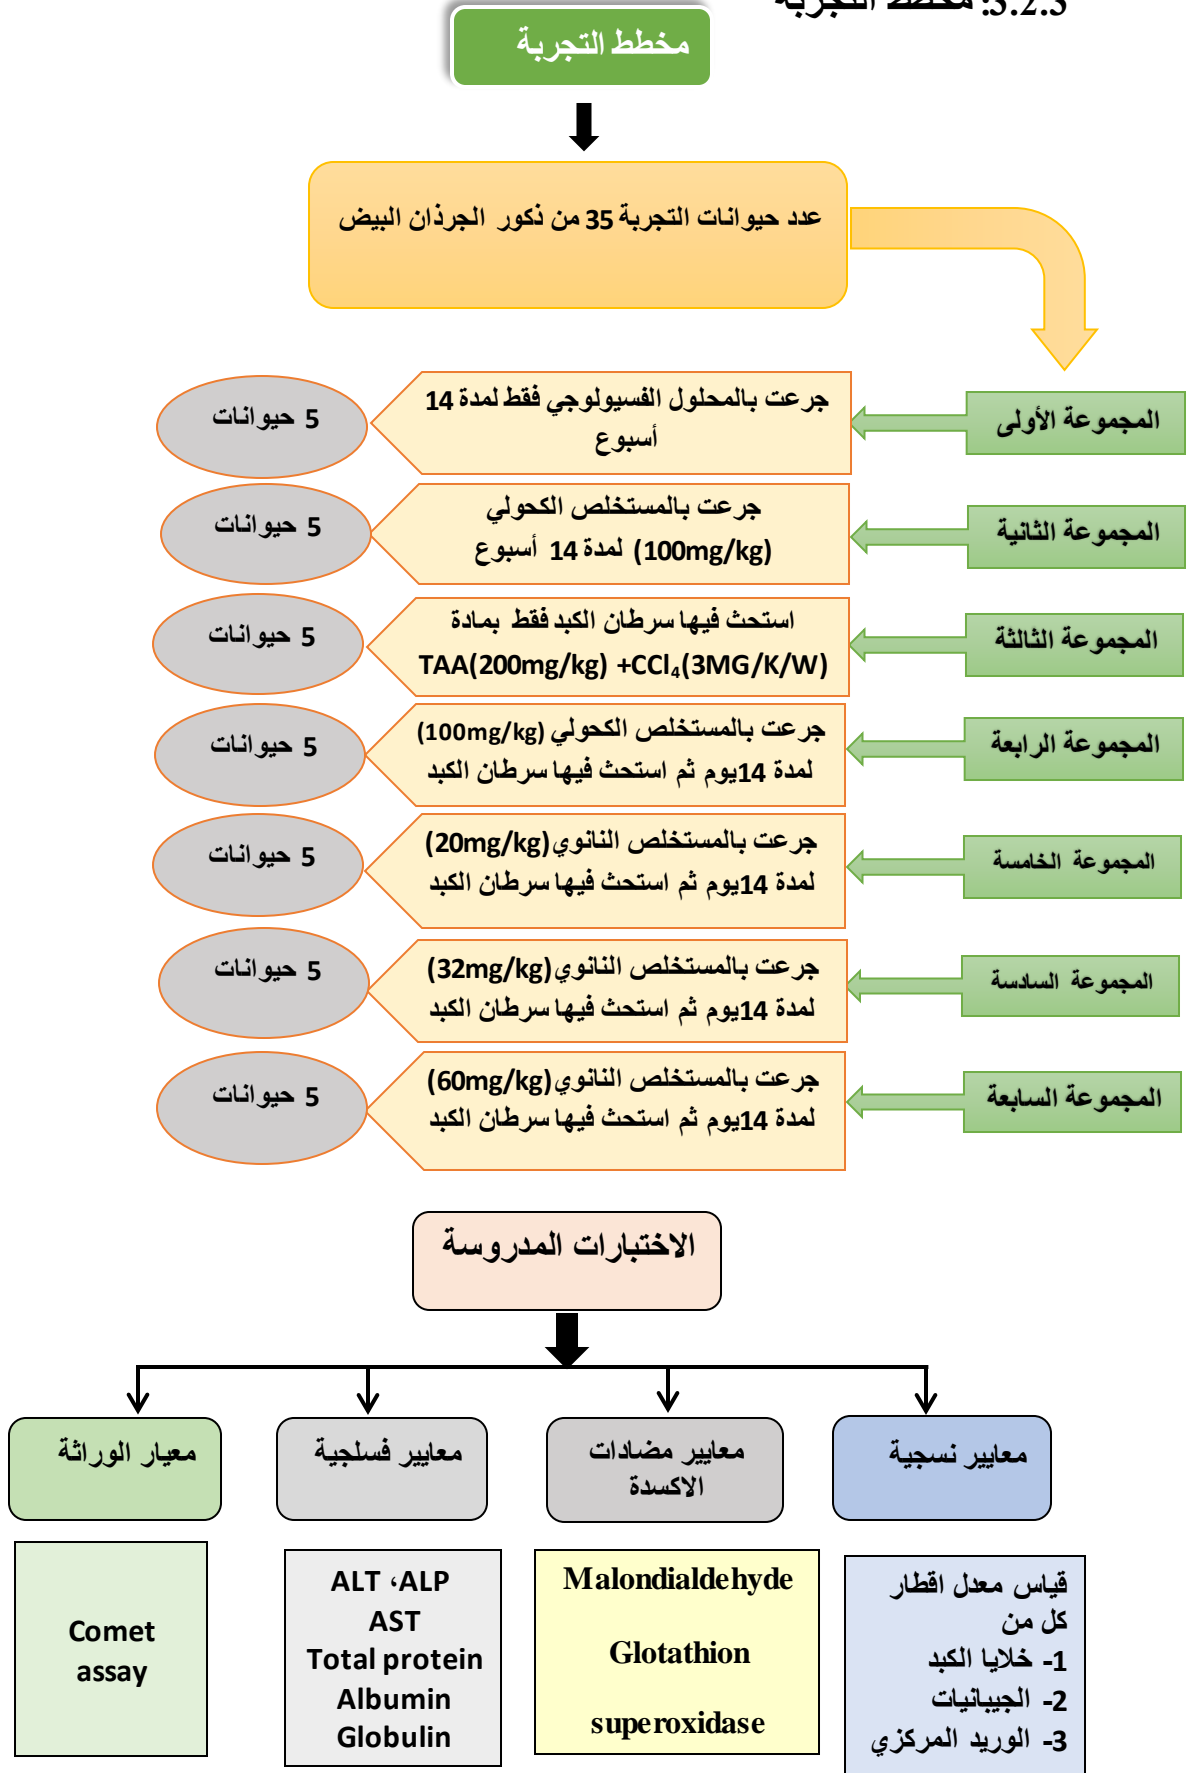 3.2.3: مخطط التجربة
مخطط التجربة
عدد حيوانات التجربة 35 من ذكور الجرذان البيض
المجموعة الأولى
جرعت بالمحلول الفسيولوجي فقط لمدة 14
أسبوع
5 حيوانات
المجموعة الثانية
جرعت بالمستخلص الكحولي
(100mg/kg) لمدة 14 أسبوع
5 حيوانات
المجموعة الثالثة
استحث فيها سرطان الكبد فقط بمادة
TAA(200mg/kg) +CCl₄(3MG/K/W)
5 حيوانات
المجموعة الرابعة
جرعت بالمستخلص الكحولي (100mg/kg)
لمدة 14يوم ثم استحث فيها سرطان الكبد
5 حيوانات
المجموعة الخامسة
جرعت بالمستخلص النانوي(20mg/kg)
لمدة 14يوم ثم استحث فيها سرطان الكبد
5 حيوانات
المجموعة السادسة
جرعت بالمستخلص النانوي(32mg/kg)
لمدة 14يوم ثم استحث فيها سرطان الكبد
5 حيوانات
المجموعة السابعة
جرعت بالمستخلص النانوي(60mg/kg)
لمدة 14يوم ثم استحث فيها سرطان الكبد
5 حيوانات
الاختبارات المدروسة
معايير نسجية
معايير مضادات
الاكسدة
معايير فسلجية
معيار الوراثة
قياس معدل اقطار
كل من
1- خلايا الكبد
2- الجيبانيات
3- الوريد المركزي
Malondialdehyde
Glotathion
superoxidase
ALT ،ALP
AST
Total protein
Albumin
Globulin
Comet
assay